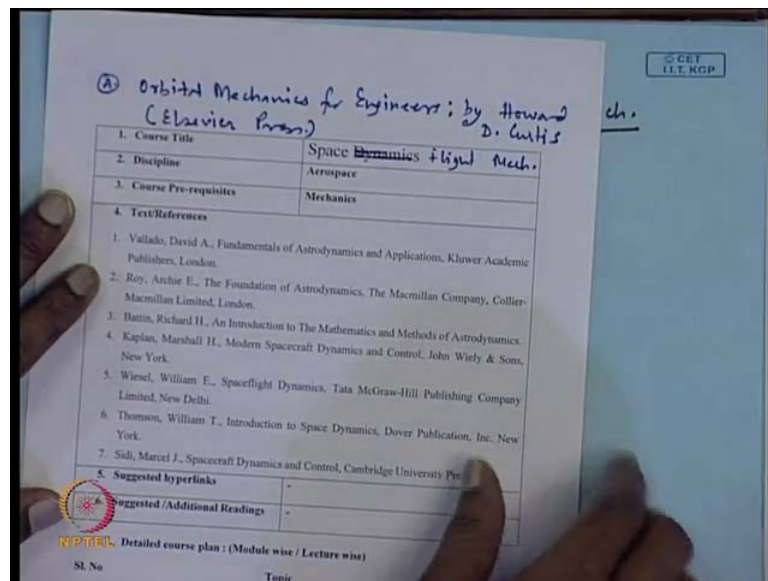 © CET
I.I.T. KGP
Ⓐ Orbital Mechanics for Engineers; by Howard
D. Curtis
(Elsevier Press.)
ch.
1. Course Title
Space Dynamics flight Mech.
2. Discipline
Aerospace
3. Course Pre-requisites
Mechanics
4. Text/References
1. Vallado, David A., Fundamentals of Astrodynamics and Applications, Kluwer Academic
Publishers, London.
2. Roy, Archie E., The Foundation of Astrodynamics, The Macmillan Company, Collier-
Macmillan Limited, London.
3. Battin, Richard H., An Introduction to The Mathematics and Methods of Astrodynamics.
4. Kaplan, Marshall H., Modern Spacecraft Dynamics and Control, John Wiely & Sons,
New York.
5. Wiesel, William E., Spaceflight Dynamics, Tata McGraw-Hill Publishing Company
Limited, New Delhi.
6. Thomson, William T., Introduction to Space Dynamics, Dover Publication, Inc. New
York.
7. Sidi, Marcel J., Spacecraft Dynamics and Control, Cambridge University Pre
5. Suggested hyperlinks
-
6. Suggested /Additional Readings
-
NPTEL
Detailed course plan : (Module wise / Lecture wise)
Sl. No
Topic